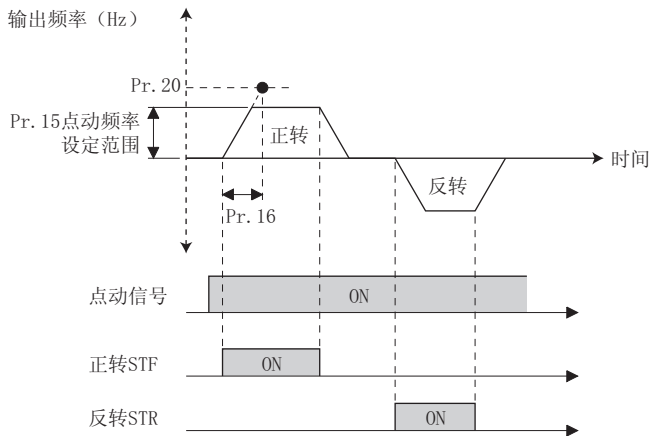 输出频率（Hz）
Pr.20
Pr.15点动频率
设定范围
正转
时间
反转
Pr.16
点动信号
ON
正转STF
ON
反转STR
ON